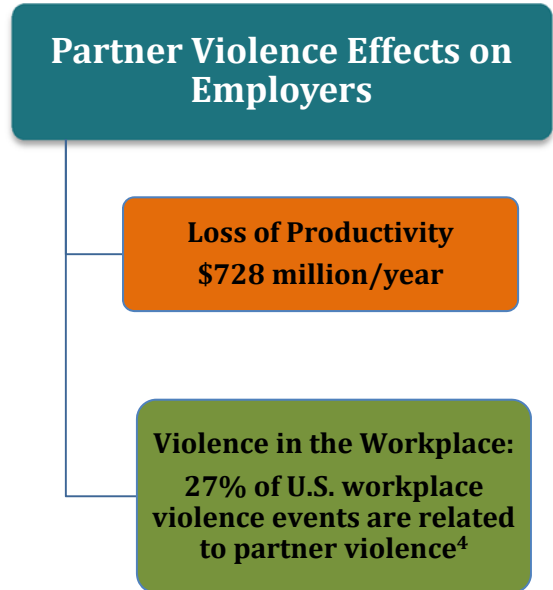 Partner Violence Effects on
Employers
Loss of Productivity
$728 million/year
Violence in the Workplace:
27% of U.S. workplace
violence events are related
to partner violence⁴